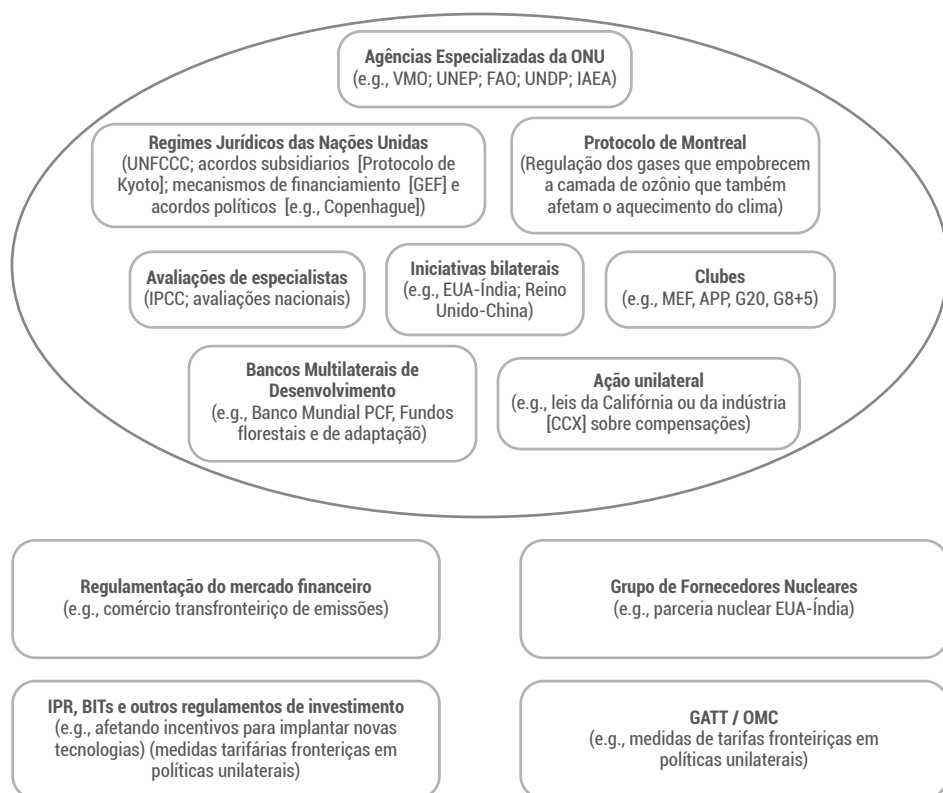 Agências Especializadas da ONU
(e.g., VMO; UNEP; FAO; UNDP; IAEA)
Regimes Jurídicos das Nações Unidas
(UNFCCC; acordos subsidiarios [Protocolo de
Kyoto]; mecanismos de financiamiento [GEF] e
acordos políticos [e.g., Copenhague])
Protocolo de Montreal
(Regulação dos gases que empobrecem
a camada de ozônio que também
afetam o aquecimento do clima)
Avaliações de especialistas
(IPCC; avaliações nacionais)
Iniciativas bilaterais
(e.g., EUA-Índia; Reino
Unido-China)
Clubes
(e.g., MEF, APP, G20, G8+5)
Bancos Multilaterais de
Desenvolvimento
(e.g., Banco Mundial PCF, Fundos
florestais e de adaptação)
Ação unilateral
(e.g., leis da Califórnia ou da indústria
[CCX] sobre compensações)
Regulamentação do mercado financeiro
(e.g., comércio transfronteiriço de emissões)
Grupo de Fornecedores Nucleares
(e.g., parceria nuclear EUA-Índia)
IPR, BITs e outros regulamentos de investimento
(e.g., afetando incentivos para implantar novas
tecnologias) (medidas tarifárias fronteriças em
políticas unilaterais)
GATT / OMC
(e.g., medidas de tarifas fronteiriças em
políticas unilaterais)